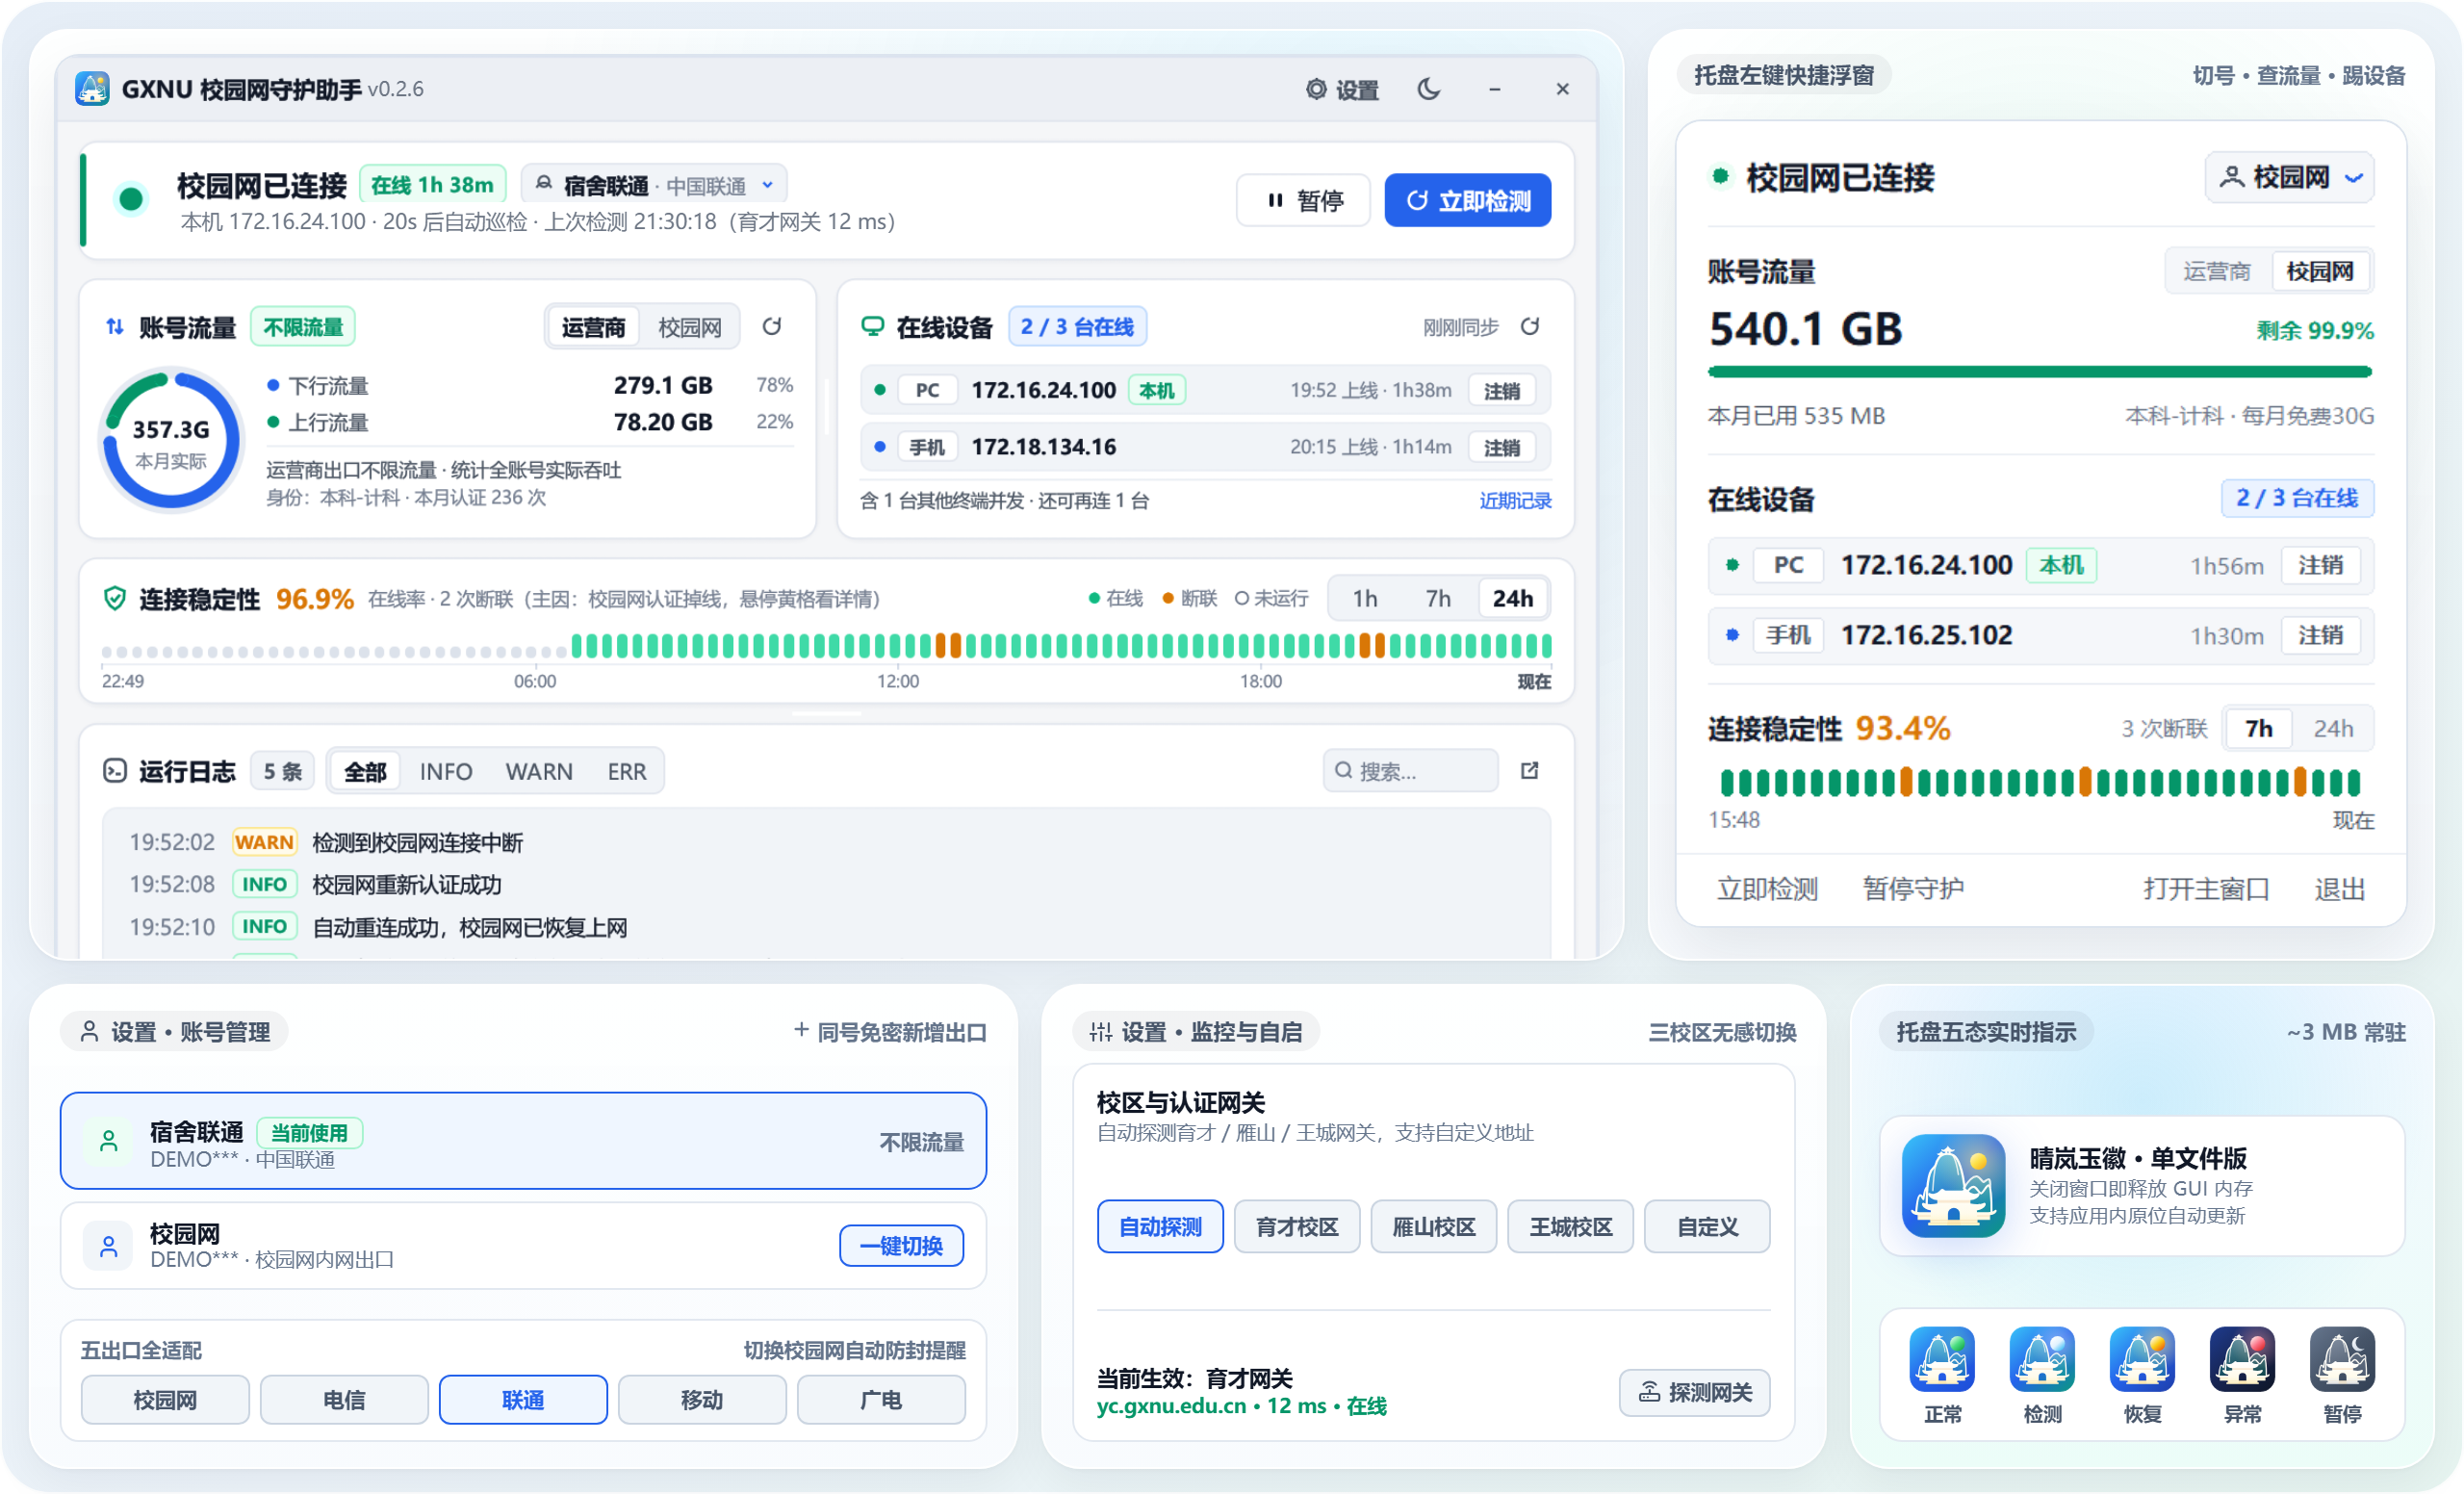 GXNU 校园网守护助手 v0.2.6
设置
校园网已连接 在线 1h 38m 宿舍联通 · 中国联通
本机 172.16.24.100 · 20s 后自动巡检 · 上次检测 21:30:18（育才网关 12 ms）
暂停 立即检测
账号流量 不限流量 运营商 校园网
357.3G
本月实际
下行流量 279.1 GB 78%
上行流量 78.20 GB 22%
运营商出口不限流量 · 统计全账号实际吞吐
身份：本科-计科 · 本月认证 236 次
在线设备 2 / 3 台在线 刚刚同步
PC 172.16.24.100 本机 19:52 上线 · 1h38m 注销
手机 172.18.134.16 20:15 上线 · 1h14m 注销
含 1 台其他终端并发 · 还可再连 1 台 近期记录
连接稳定性 96.9% 在线率 · 2 次断联（主因：校园网认证掉线，悬停黄格看详情） 在线 断联 未运行 1h 7h 24h
22:49 06:00 12:00 18:00 现在
运行日志 5 条 全部 INFO WARN ERR 搜索...
19:52:02 WARN 检测到校园网连接中断
19:52:08 INFO 校园网重新认证成功
19:52:10 INFO 自动重连成功，校园网已恢复上网
托盘左键快捷浮窗 切号 • 查流量 • 踢设备
校园网已连接 校园网
账号流量 运营商 校园网
540.1 GB 剩余 99.9%
本月已用 535 MB 本科-计科 · 每月免费30G
在线设备 2 / 3 台在线
PC 172.16.24.100 本机 1h56m 注销
手机 172.16.25.102 1h30m 注销
连接稳定性 93.4% 3 次断联 7h 24h
15:48 现在
立即检测 暂停守护 打开主窗口 退出
设置 • 账号管理 + 同号免密新增出口
宿舍联通 当前使用
DEMO*** · 中国联通
不限流量
校园网
DEMO*** · 校园网内网出口
一键切换
五出口全适配 切换校园网自动防封提醒
校园网 电信 联通 移动 广电
设置 • 监控与自启 三校区无感切换
校区与认证网关
自动探测育才 / 雁山 / 王城网关，支持自定义地址
自动探测 育才校区 雁山校区 王城校区 自定义
当前生效：育才网关
yc.gxnu.edu.cn • 12 ms • 在线
探测网关
托盘五态实时指示 ~3 MB 常驻
晴岚玉徽 • 单文件版
关闭窗口即释放 GUI 内存
支持应用内原位自动更新
正常 检测 恢复 异常 暂停